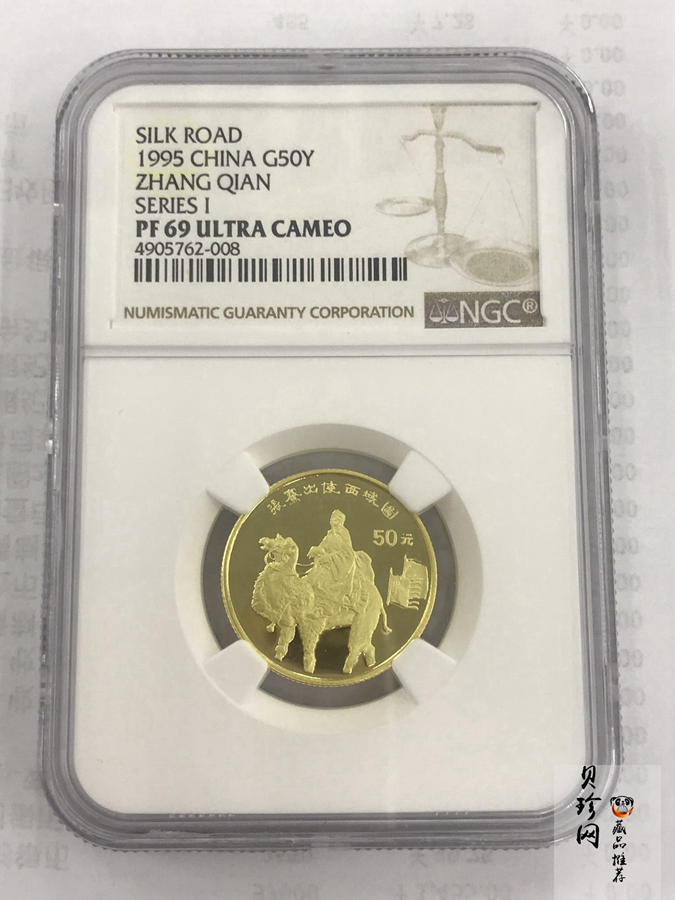 SILK ROAD
1995 CHINA G50Y
ZHANG QIAN
SERIES I
PF 69 ULTRA CAMEO
4905762-008
NUMISMATIC GUARANTY CORPORATION
NGC®
張騫出使西域圖
50元
贝珍网
藏品推荐